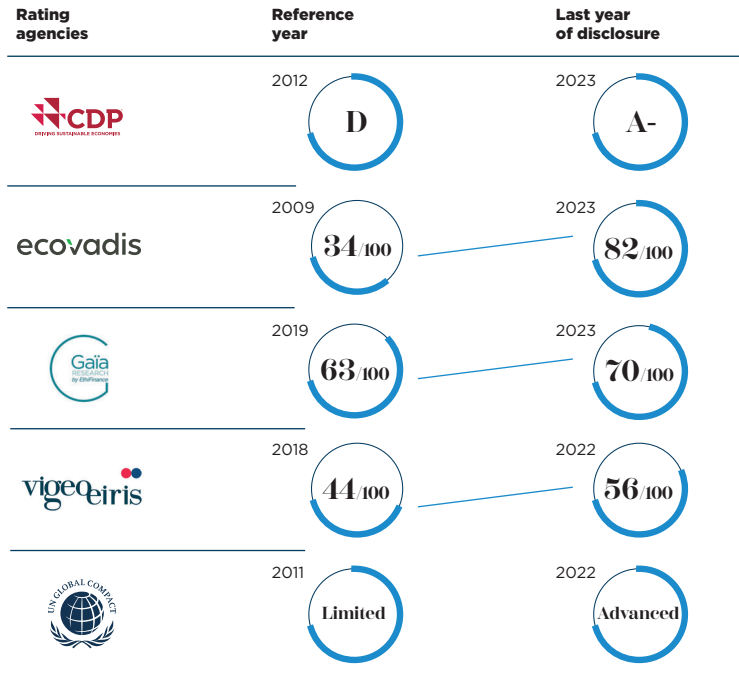 Rating
agencies
Reference
year
Last year
of disclosure
CDP
DRIVING SUSTAINABLE ECONOMIES
2012
D
2023
A-
ecovadis
2009
34/100
2023
82/100
Gaïa
RESEARCH
by EthiFinance
2019
63/100
2023
70/100
vigeoeiris
2018
44/100
2022
56/100
UN GLOBAL COMPACT
2011
Limited
2022
Advanced